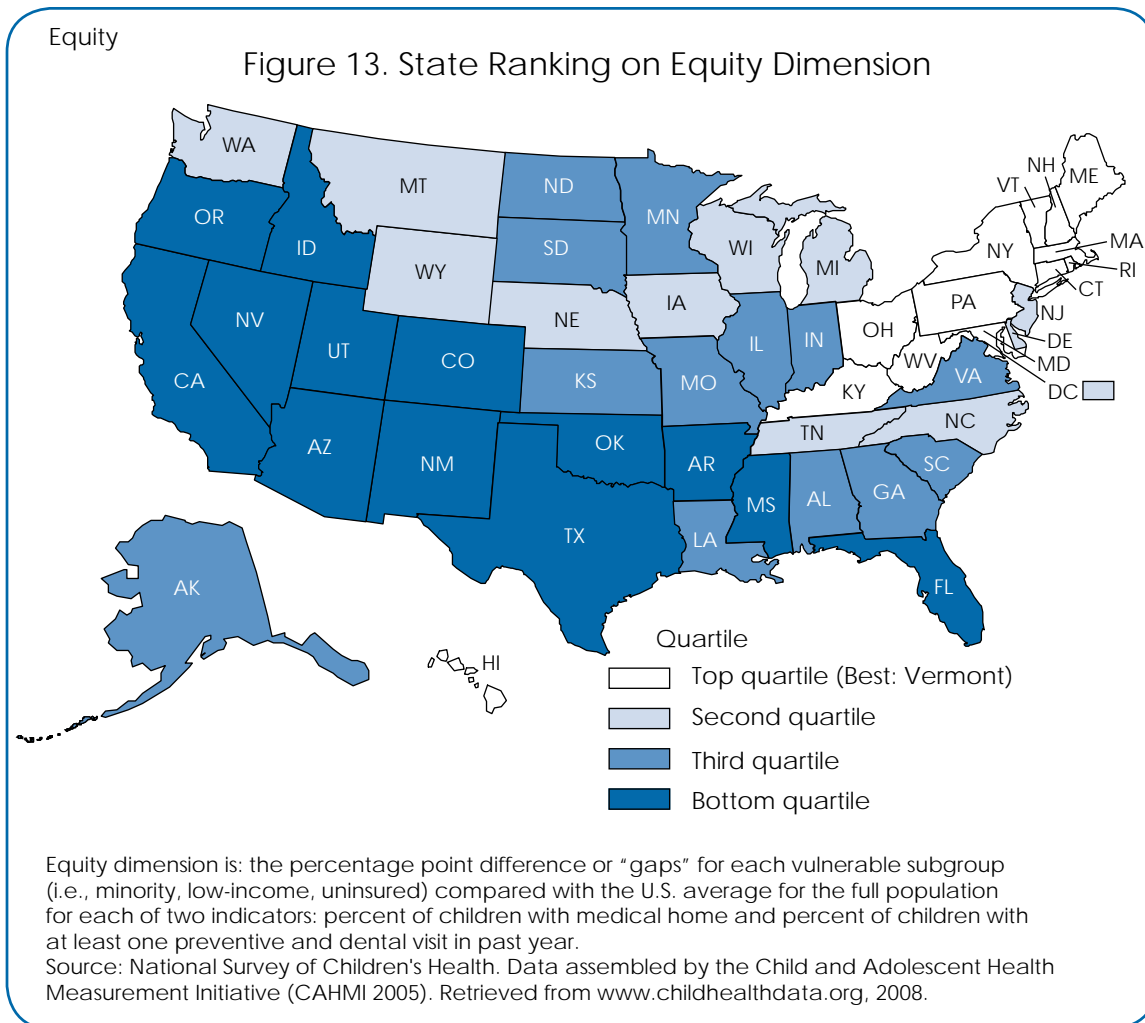 Equity
Figure 13. State Ranking on Equity Dimension
WA
MT
ND
MN
VT
NH
ME
OR
ID
WY
SD
WI
MI
NY
MA
RI
CT
NV
UT
CO
NE
IA
IL
IN
OH
PA
NJ
DE
MD
DC
CA
KS
MO
WV
VA
KY
AZ
NM
OK
AR
TN
NC
SC
TX
LA
MS
AL
GA
FL
AK
HI
Quartile
Top quartile (Best: Vermont)
Second quartile
Third quartile
Bottom quartile
Equity dimension is: the percentage point difference or "gaps" for each vulnerable subgroup
(i.e., minority, low-income, uninsured) compared with the U.S. average for the full population
for each of two indicators: percent of children with medical home and percent of children with
at least one preventive and dental visit in past year.
Source: National Survey of Children's Health. Data assembled by the Child and Adolescent Health
Measurement Initiative (CAHMI 2005). Retrieved from www.childhealthdata.org, 2008.